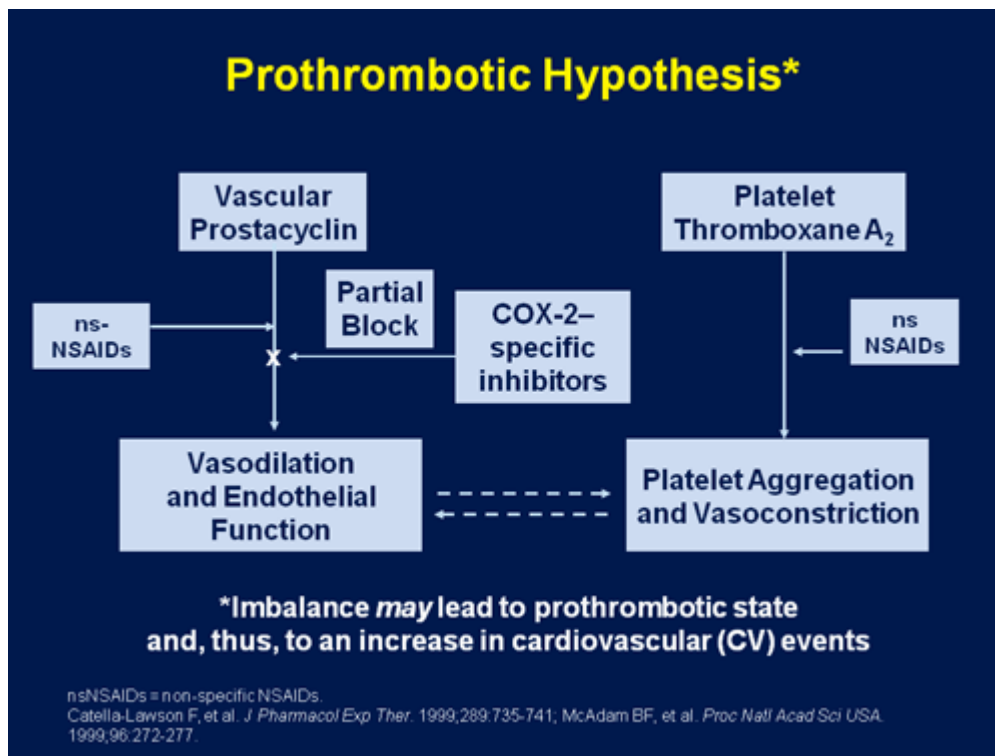 Prothrombotic Hypothesis*
Vascular
Prostacyclin
Platelet
Thromboxane A₂
ns-
NSAIDs
Partial
Block
COX-2–
specific
inhibitors
ns
NSAIDs
x
Vasodilation
and Endothelial
Function
Platelet Aggregation
and Vasoconstriction
*Imbalance may lead to prothrombotic state
and, thus, to an increase in cardiovascular (CV) events
nsNSAIDs = non-specific NSAIDs.
Catella-Lawson F, et al. J Pharmacol Exp Ther. 1999;289:735-741; McAdam BF, et al. Proc Natl Acad Sci USA.
1999;96:272-277.